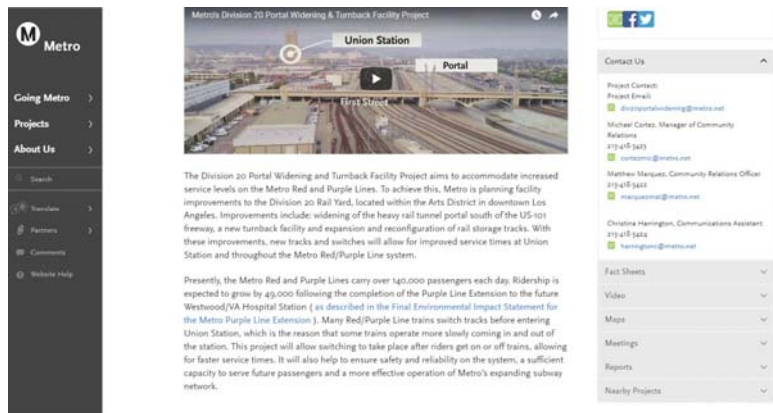 M
Metro
Going Metro
Projects
About Us
Search
Translate
Partners
Comments
Website Help
Metro's Division 20 Portal Widening & Turnback Facility Project
Union Station
Portal
First Street
The Division 20 Portal Widening and Turnback Facility Project aims to accommodate increased
service levels on the Metro Red and Purple Lines. To achieve this, Metro is planning facility
improvements to the Division 20 Rail Yard, located within the Arts District in downtown Los
Angeles. Improvements include: widening of the heavy rail tunnel portal south of the US-101
freeway, a new turnback facility and expansion and reconfiguration of rail storage tracks. With
these improvements, new tracks and switches will allow for improved service times at Union
Station and throughout the Metro Red/Purple Line system.
Presently, the Metro Red and Purple Lines carry over 140,000 passengers each day. Ridership is
expected to grow by 49,000 following the completion of the Purple Line Extension to the future
Westwood/VA Hospital Station ( as described in the Final Environmental Impact Statement for
the Metro Purple Line Extension ). Many Red/Purple Line trains switch tracks before entering
Union Station, which is the reason that some trains operate more slowly coming in and out of
the station. This project will allow switching to take place after riders get on or off trains, allowing
for faster service times. It will also help to ensure safety and reliability on the system, a sufficient
capacity to serve future passengers and a more effective operation of Metro's expanding subway
network.
Contact Us
Project Contact:
Project Email:
div20portalwidening@metro.net
Michael Cortez, Manager of Community
Relations
213-418-3423
cortezmic@metro.net
Matthew Marquez, Community Relations Officer
213-418-3422
marquezmat@metro.net
Christina Harrington, Communications Assistant
213-418-3424
harringtonc@metro.net
Fact Sheets
Video
Maps
Meetings
Reports
Nearby Projects